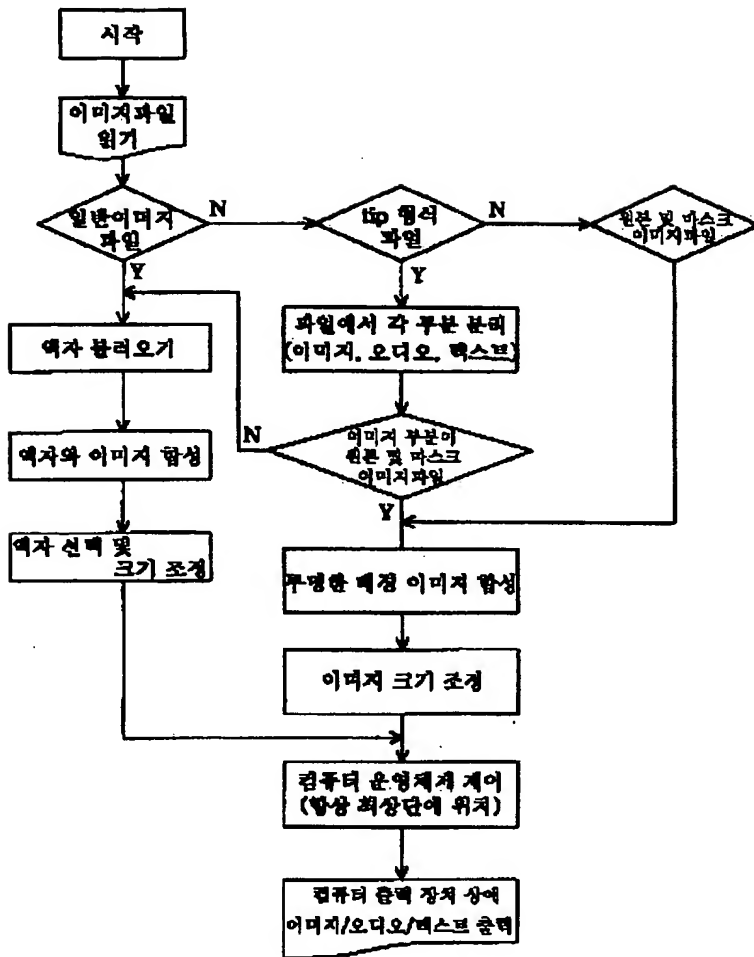 시작
이미지파일
읽기
일반이미지
파일
N
tip 형식
파일
N
원본 및 마스크
이미지파일
Y
Y
액자 불러오기
파일에서 각 부분 분리
(이미지, 오디오, 텍스트)
N
이미지 부분이
원본 및 마스크
이미지파일
액자와 이미지 합성
Y
액자 선택 및
크기 조정
투명한 배경 이미지 합성
이미지 크기 조정
컴퓨터 운영체제 제어
(항상 최상단에 위치)
컴퓨터 출력 장치 상에
이미지/오디오/텍스트 출력